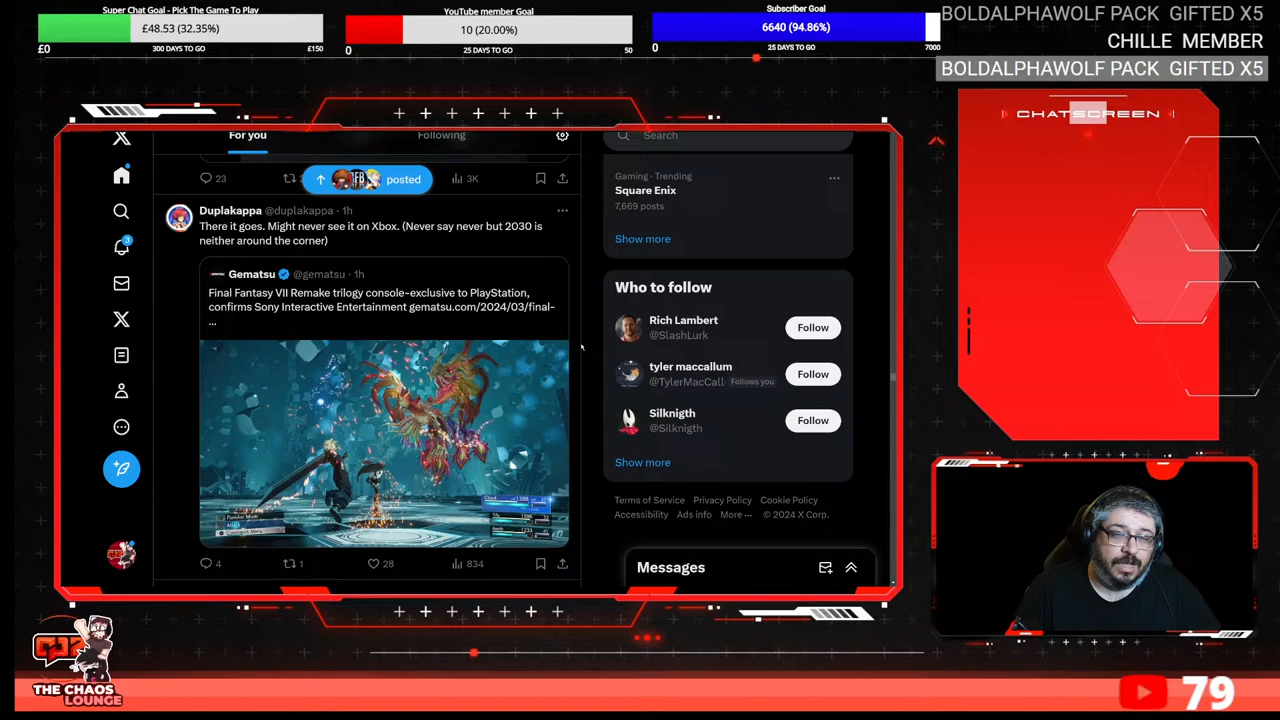 Super Chat Goal - Pick The Game To Play
£48.53 (32.35%)
£0
300 DAYS TO GO
£150
YouTube member Goal
10 (20.00%)
0
25 DAYS TO GO
50
Subscriber Goal
6640 (94.86%)
0
25 DAYS TO GO
7000
BOLDALPHAWOLF PACK GIFTED X5
CHILLE MEMBER
BOLDALPHAWOLF PACK GIFTED X5
CHATSCREEN
For you
Following
Search
23
posted
3K
Duplakappa @duplakappa · 1h
There it goes. Might never see it on Xbox. (Never say never but 2030 is
neither around the corner)
Gematsu @gematsu · 1h
Final Fantasy VII Remake trilogy console-exclusive to PlayStation,
confirms Sony Interactive Entertainment gematsu.com/2024/03/final-
...
4
1
28
834
3
Gaming · Trending
Square Enix
7,669 posts
Show more
Who to follow
Rich Lambert
@SlashLurk
Follow
tyler maccallum
@TylerMacCall
Follows you
Follow
Silknigth
@Silknigth
Follow
Show more
Terms of Service Privacy Policy Cookie Policy
Accessibility Ads info More ··· © 2024 X Corp.
Messages
THE CHAOS
LOUNGE
79